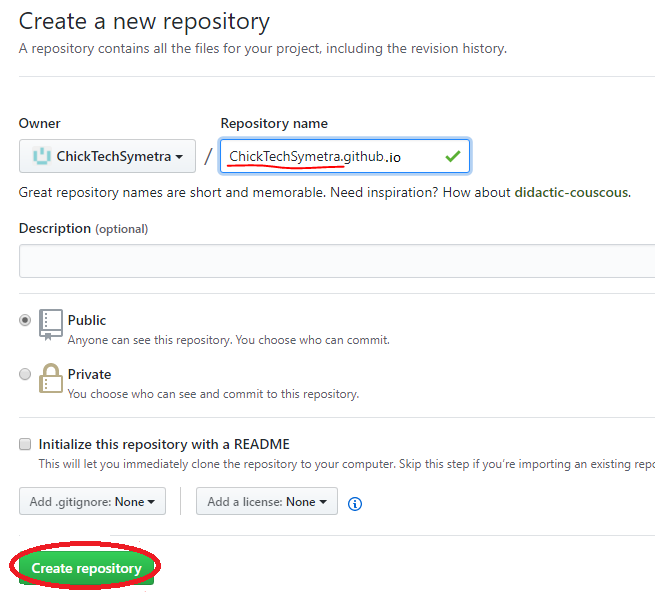 Create a new repository
A repository contains all the files for your project, including the revision history.
Owner
Repository name
ChickTechSymetra
/
ChickTechSymetra.github.io
Great repository names are short and memorable. Need inspiration? How about didactic-couscous.
Description (optional)
Public
Anyone can see this repository. You choose who can commit.
Private
You choose who can see and commit to this repository.
Initialize this repository with a README
This will let you immediately clone the repository to your computer. Skip this step if you're importing an existing repo
Add .gitignore: None
Add a license: None
Create repository